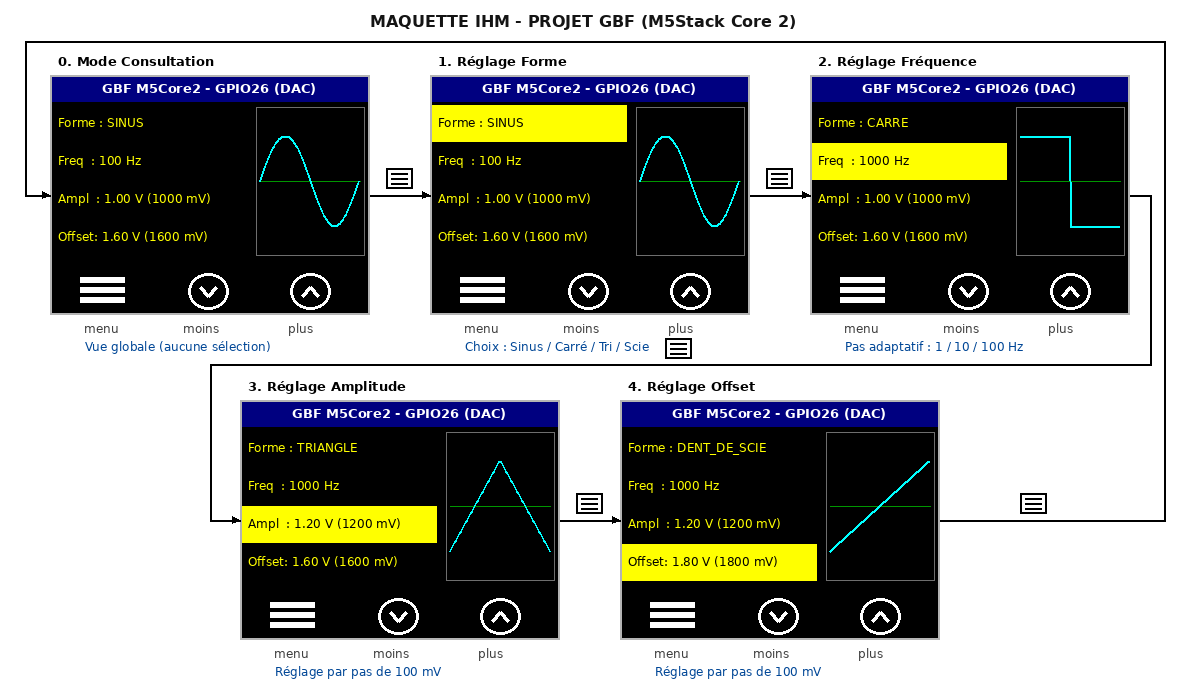 MAQUETTE IHM - PROJET GBF (M5Stack Core 2)
0. Mode Consultation
GBF M5Core2 - GPIO26 (DAC)
Forme : SINUS
Freq : 100 Hz
Ampl : 1.00 V (1000 mV)
Offset: 1.60 V (1600 mV)
menu moins plus
Vue globale (aucune sélection)
1. Réglage Forme
GBF M5Core2 - GPIO26 (DAC)
Forme : SINUS
Freq : 100 Hz
Ampl : 1.00 V (1000 mV)
Offset: 1.60 V (1600 mV)
menu moins plus
Choix : Sinus / Carré / Tri / Scie
2. Réglage Fréquence
GBF M5Core2 - GPIO26 (DAC)
Forme : CARRE
Freq : 1000 Hz
Ampl : 1.00 V (1000 mV)
Offset: 1.60 V (1600 mV)
menu moins plus
Pas adaptatif : 1 / 10 / 100 Hz
3. Réglage Amplitude
GBF M5Core2 - GPIO26 (DAC)
Forme : TRIANGLE
Freq : 1000 Hz
Ampl : 1.20 V (1200 mV)
Offset: 1.60 V (1600 mV)
menu moins plus
Réglage par pas de 100 mV
4. Réglage Offset
GBF M5Core2 - GPIO26 (DAC)
Forme : DENT_DE_SCIE
Freq : 1000 Hz
Ampl : 1.20 V (1200 mV)
Offset: 1.80 V (1800 mV)
menu moins plus
Réglage par pas de 100 mV